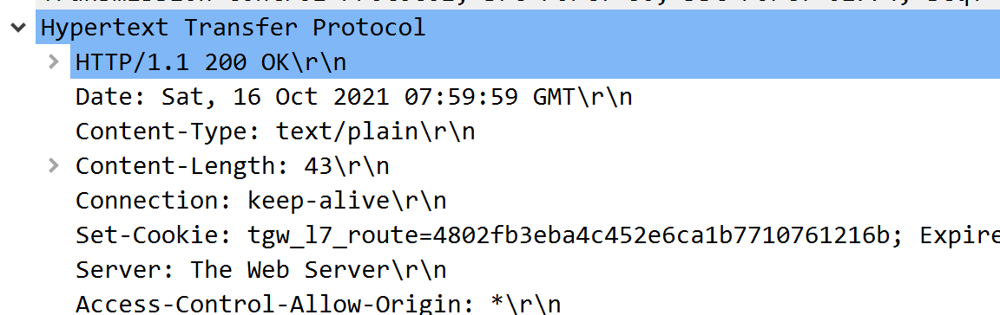 Hypertext Transfer Protocol
HTTP/1.1 200 OK\r\n
Date: Sat, 16 Oct 2021 07:59:59 GMT\r\n
Content-Type: text/plain\r\n
Content-Length: 43\r\n
Connection: keep-alive\r\n
Set-Cookie: tgw_l7_route=4802fb3eba4c452e6ca1b7710761216b; Expire
Server: The Web Server\r\n
Access-Control-Allow-Origin: *\r\n